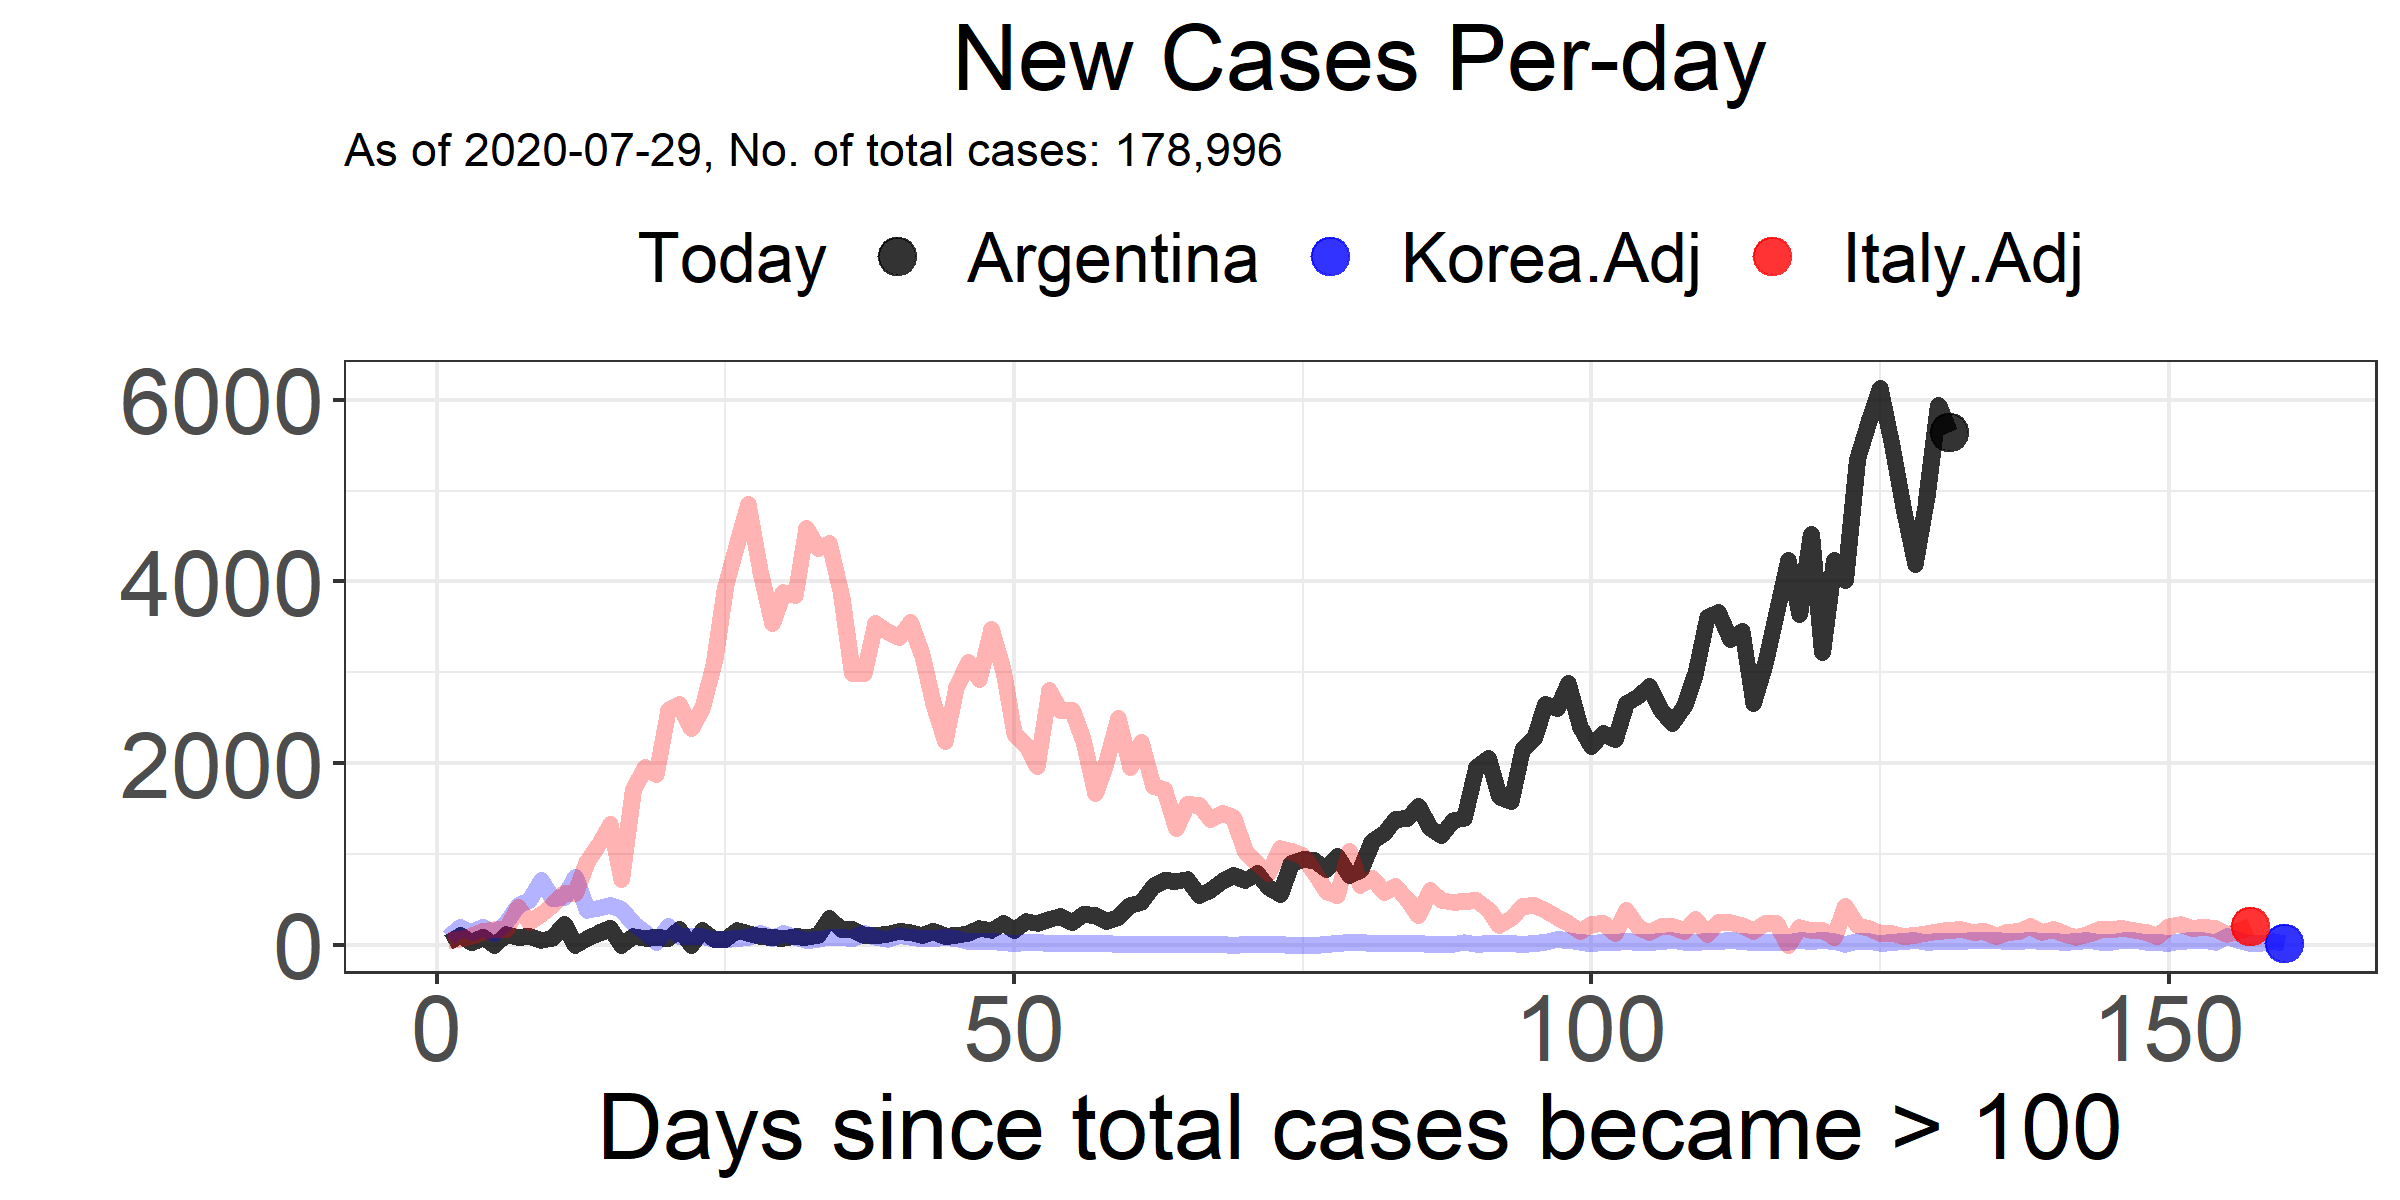 New Cases Per-day
As of 2020-07-29, No. of total cases: 178,996
Today Argentina Korea.Adj Italy.Adj
6000
4000
2000
0
0 50 100 150
Days since total cases became > 100